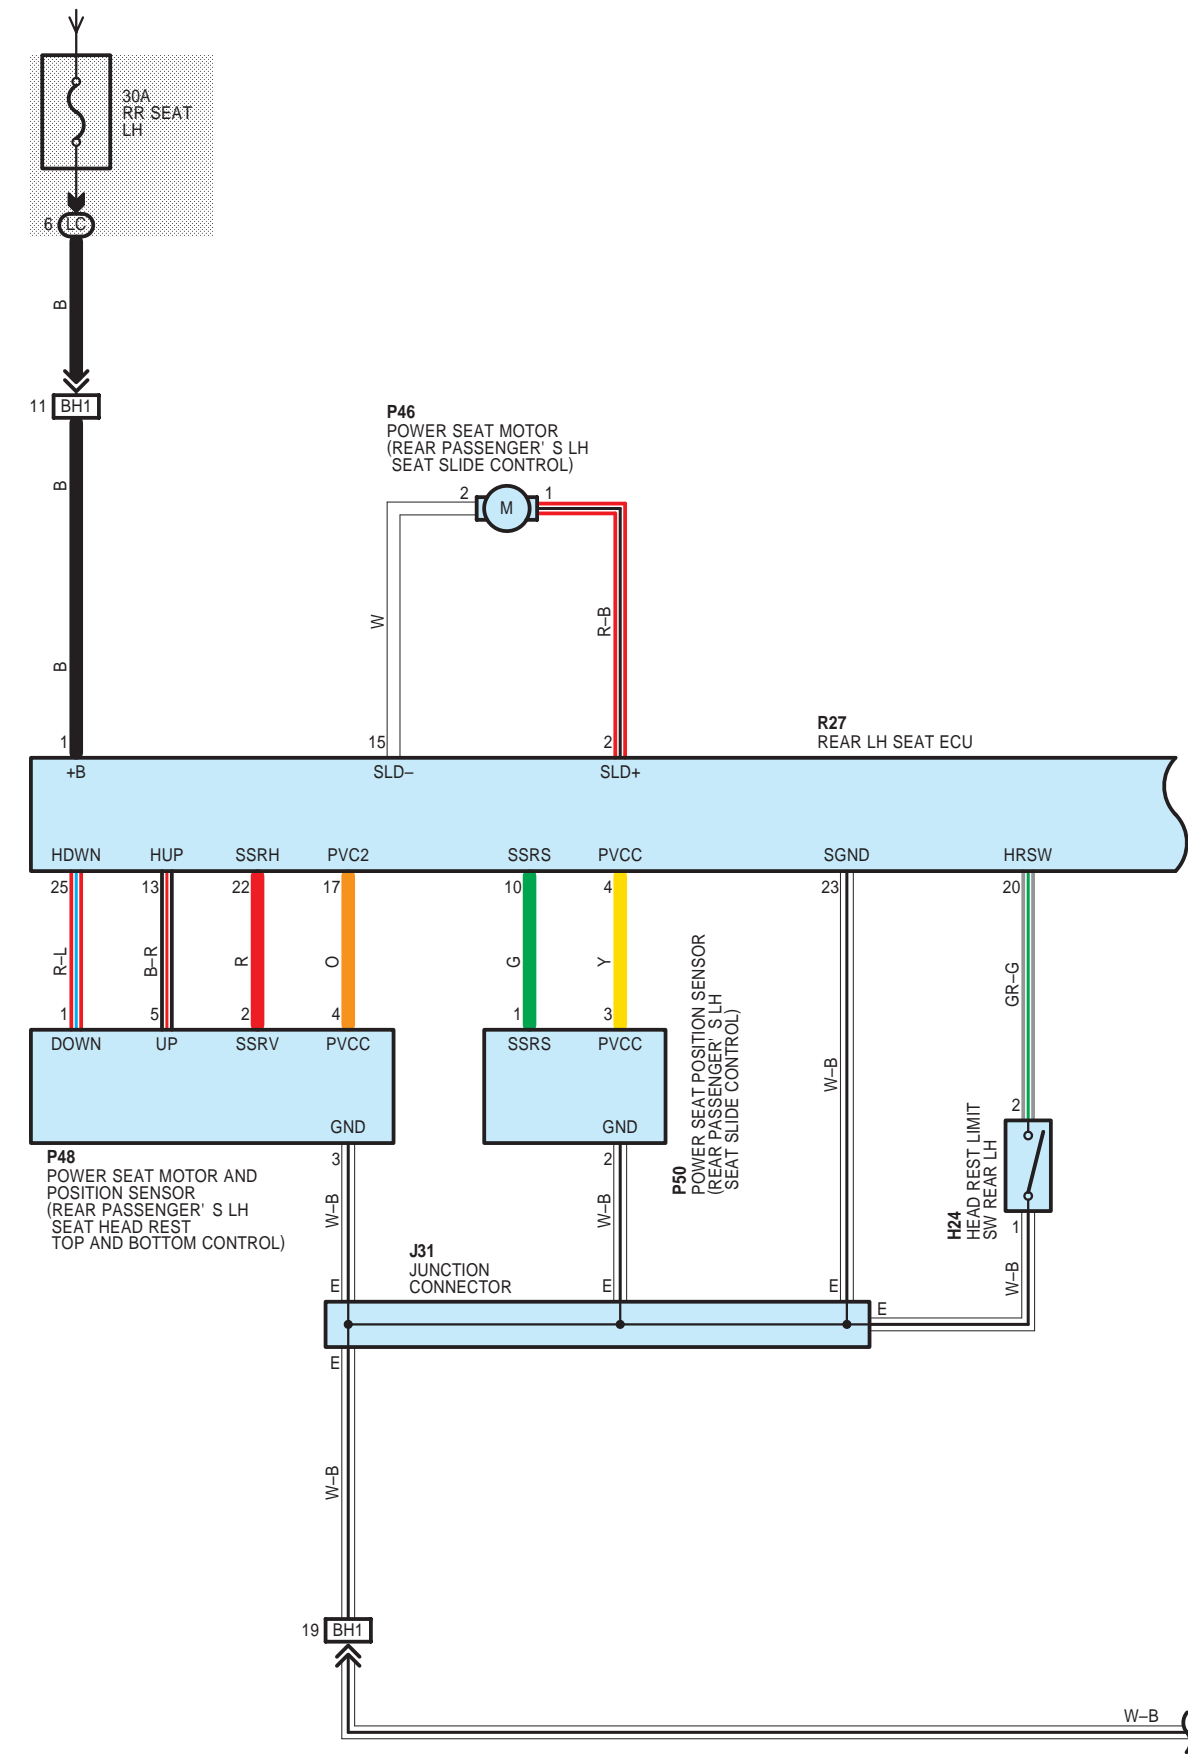 30A
RR SEAT
LH
6 LC
B
11 BH1
B
B
P46
POWER SEAT MOTOR
(REAR PASSENGER' S LH
SEAT SLIDE CONTROL)
2 M 1
W
R–B
R27
REAR LH SEAT ECU
1 15 2
+B SLD– SLD+
HDWN HUP SSRH PVC2 SSRS PVCC SGND HRSW
25 13 22 17 10 4 23 20
R–L B–R R O G Y
W–B
GR–G
1 5 2 4 1 3
DOWN UP SSRV PVCC SSRS PVCC
GND GND
3 2
P48
POWER SEAT MOTOR AND
POSITION SENSOR
(REAR PASSENGER' S LH
SEAT HEAD REST
TOP AND BOTTOM CONTROL)
P50
POWER SEAT POSITION SENSOR
(REAR PASSENGER' S LH
SEAT SLIDE CONTROL)
2
H24
HEAD REST LIMIT
SW REAR LH
1
W–B W–B W–B
J31
JUNCTION
CONNECTOR
E E E E
E
W–B
19 BH1
W–B